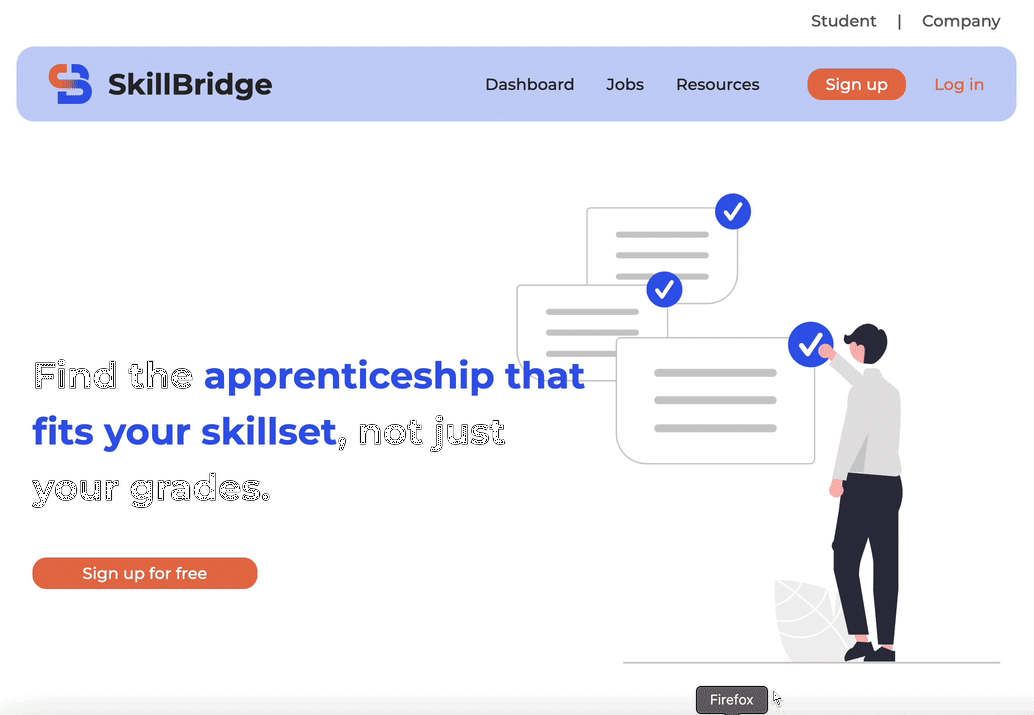 Student | Company
SkillBridge Dashboard Jobs Resources Sign up Log in
Find the apprenticeship that
fits your skillset, not just
your grades.
Sign up for free
Firefox